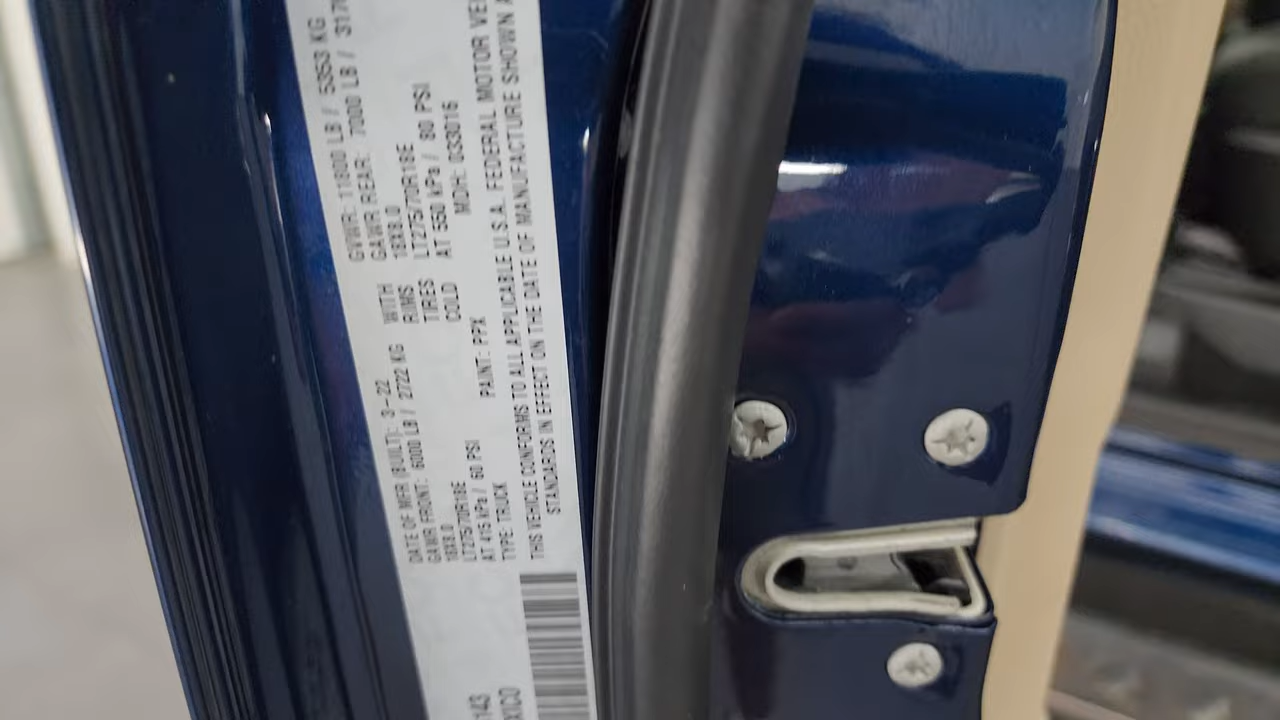 DATE OF MFR (BUILT): 3-22
GVWR: 11800 LB / 5353 KG
GAWR FRONT: 6000 LB / 2722 KG WITH
GAWR REAR: 7000 LB /
18X8.0 RIMS 18X8.0
LT275/70R18E TIRES LT275/70R18E
AT 415 kPa / 60 PSI COLD AT 550 kPa / 80 PSI
TYPE: TRUCK PAINT: PPX MDH: 033016
THIS VEHICLE CONFORMS TO ALL APPLICABLE U.S.A. FEDERAL MOTOR
STANDARDS IN EFFECT ON THE DATE OF MANUFACTURE SHOWN
143
XICO